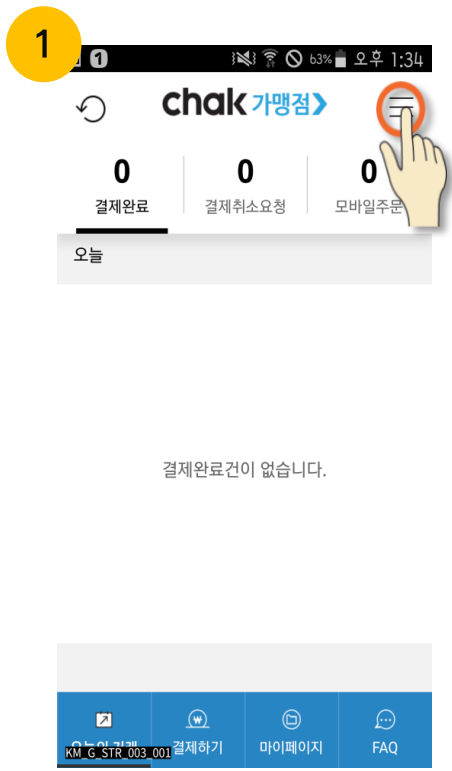 1
1 63% 오후 1:34
chak 가맹점
0 0 0
결제완료 결제취소요청 모바일주문
오늘
결제완료건이 없습니다.
결제하기 마이페이지 FAQ
KM_G_STR_003_001